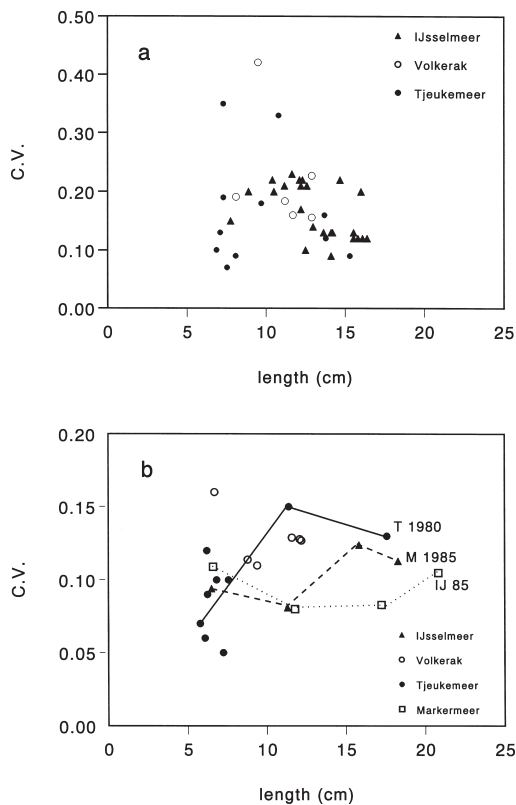 0.50
a
▲ IJsselmeer
○ Volkerak
● Tjeukemeer
0.40
0.30
C.V.
0.20
0.10
0.00
0 5 10 15 20 25
length (cm)
0.20
b
0.15
T 1980
M 1985
C.V.
0.10
IJ 85
▲ IJsselmeer
○ Volkerak
0.05
● Tjeukemeer
□ Markermeer
0.00
0 5 10 15 20 25
length (cm)